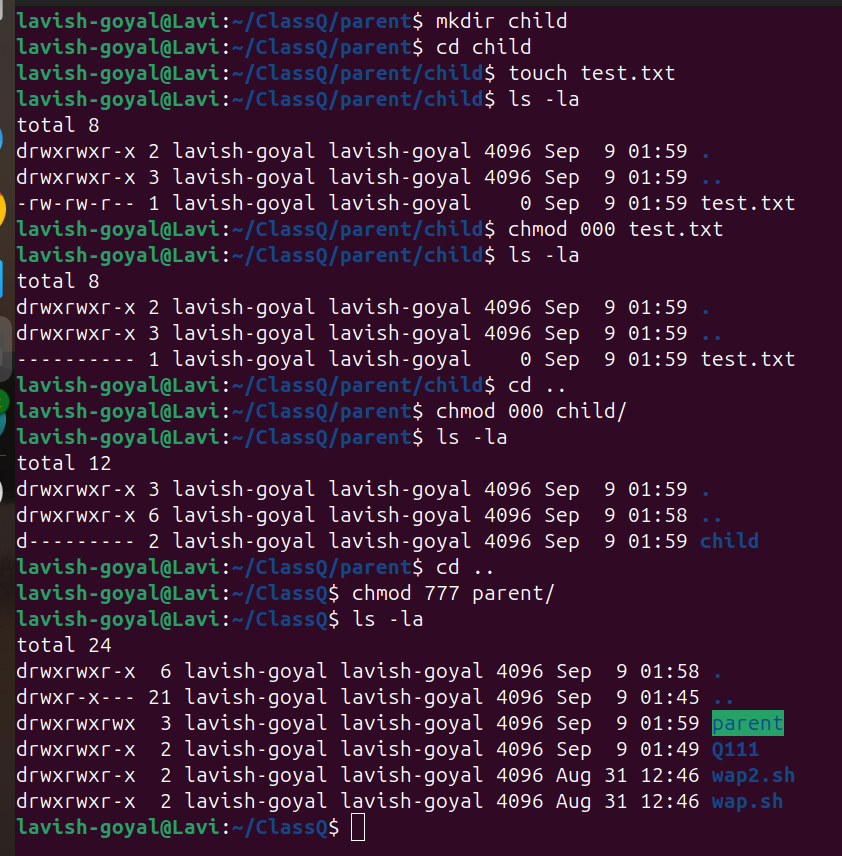 lavish-goyal@Lavi:~/ClassQ/parent$ mkdir child
lavish-goyal@Lavi:~/ClassQ/parent$ cd child
lavish-goyal@Lavi:~/ClassQ/parent/child$ touch test.txt
lavish-goyal@Lavi:~/ClassQ/parent/child$ ls -la
total 8
drwxrwxr-x 2 lavish-goyal lavish-goyal 4096 Sep  9 01:59 .
drwxrwxr-x 3 lavish-goyal lavish-goyal 4096 Sep  9 01:59 ..
-rw-rw-r-- 1 lavish-goyal lavish-goyal    0 Sep  9 01:59 test.txt
lavish-goyal@Lavi:~/ClassQ/parent/child$ chmod 000 test.txt
lavish-goyal@Lavi:~/ClassQ/parent/child$ ls -la
total 8
drwxrwxr-x 2 lavish-goyal lavish-goyal 4096 Sep  9 01:59 .
drwxrwxr-x 3 lavish-goyal lavish-goyal 4096 Sep  9 01:59 ..
---------- 1 lavish-goyal lavish-goyal    0 Sep  9 01:59 test.txt
lavish-goyal@Lavi:~/ClassQ/parent/child$ cd ..
lavish-goyal@Lavi:~/ClassQ/parent$ chmod 000 child/
lavish-goyal@Lavi:~/ClassQ/parent$ ls -la
total 12
drwxrwxr-x 3 lavish-goyal lavish-goyal 4096 Sep  9 01:59 .
drwxrwxr-x 6 lavish-goyal lavish-goyal 4096 Sep  9 01:58 ..
d--------- 2 lavish-goyal lavish-goyal 4096 Sep  9 01:59 child
lavish-goyal@Lavi:~/ClassQ/parent$ cd ..
lavish-goyal@Lavi:~/ClassQ$ chmod 777 parent/
lavish-goyal@Lavi:~/ClassQ$ ls -la
total 24
drwxrwxr-x  6 lavish-goyal lavish-goyal 4096 Sep  9 01:58 .
drwxr-x--- 21 lavish-goyal lavish-goyal 4096 Sep  9 01:45 ..
drwxrwxrwx  3 lavish-goyal lavish-goyal 4096 Sep  9 01:59 parent
drwxrwxr-x  2 lavish-goyal lavish-goyal 4096 Sep  9 01:49 Q111
drwxrwxr-x  2 lavish-goyal lavish-goyal 4096 Aug 31 12:46 wap2.sh
drwxrwxr-x  2 lavish-goyal lavish-goyal 4096 Aug 31 12:46 wap.sh
lavish-goyal@Lavi:~/ClassQ$